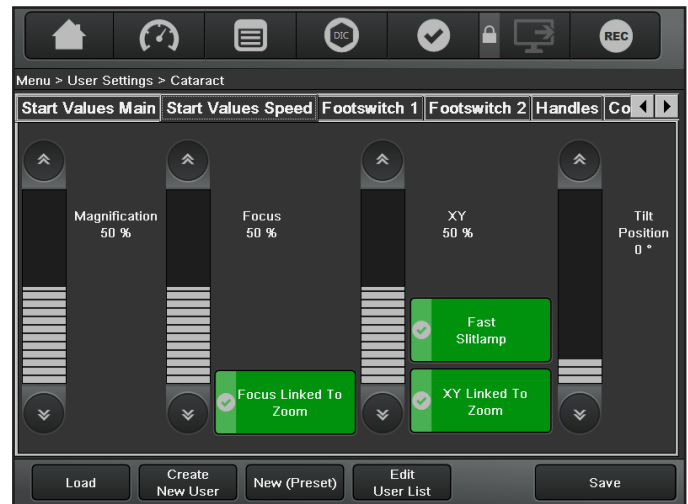 DIC
REC
Menu > User Settings > Cataract
Start Values Main Start Values Speed Footswitch 1 Footswitch 2 Handles Co
Magnification
50 %
Focus
50 %
XY
50 %
Tilt
Position
0 °
Fast
Slitlamp
Focus Linked To
Zoom
XY Linked To
Zoom
Load
Create
New User
New (Preset)
Edit
User List
Save